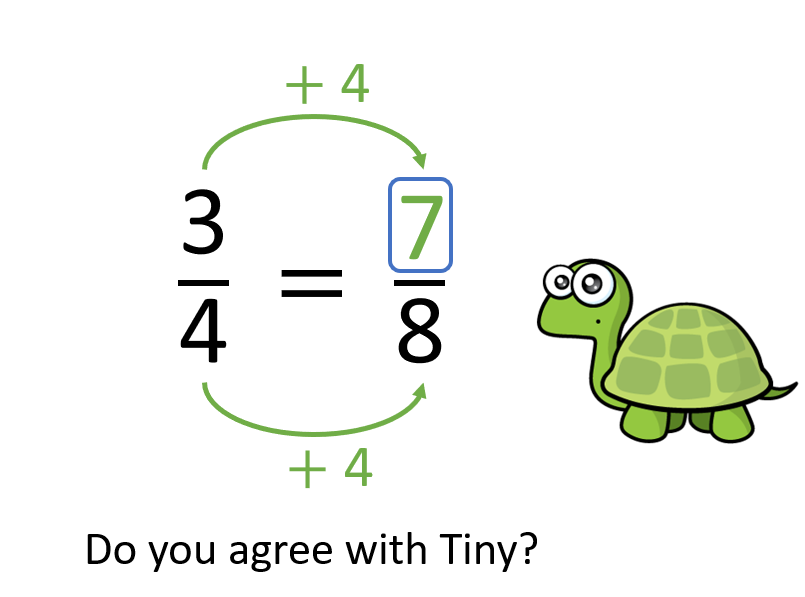 + 4
3/4 = 7/8
+ 4
Do you agree with Tiny?